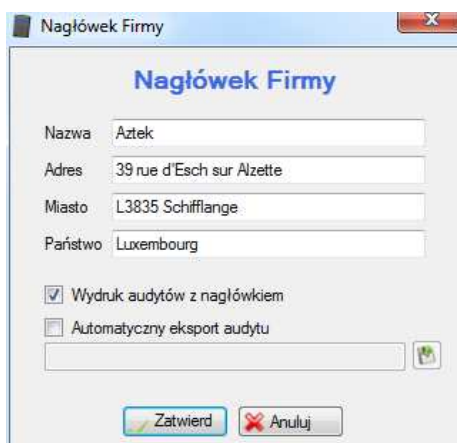 Nagłówek Firmy
Nagłówek Firmy
Nazwa Aztek
Adres 39 rue d'Esch sur Alzette
Miasto L3835 Schifflange
Państwo Luxembourg
Wydruk audytów z nagłówkiem
Automatyczny eksport audytu
Zatwierd Anuluj